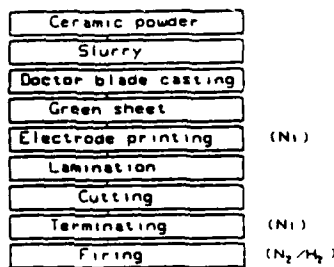 Ceramic powder
Slurry
Doctor blade casting
Green sheet
Electrode printing (Ni)
Lamination
Cutting
Terminating (Ni)
Firing (N₂/H₂)